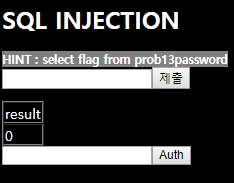 SQL INJECTION
HINT : select flag from prob13password
제출
result
0
Auth